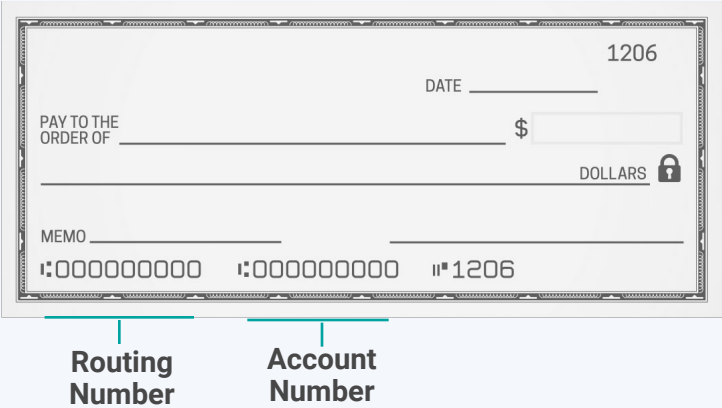 1206
DATE
PAY TO THE
ORDER OF
$
DOLLARS
MEMO
⑆000000000 ⑆000000000 ⑈1206
Routing
Number
Account
Number